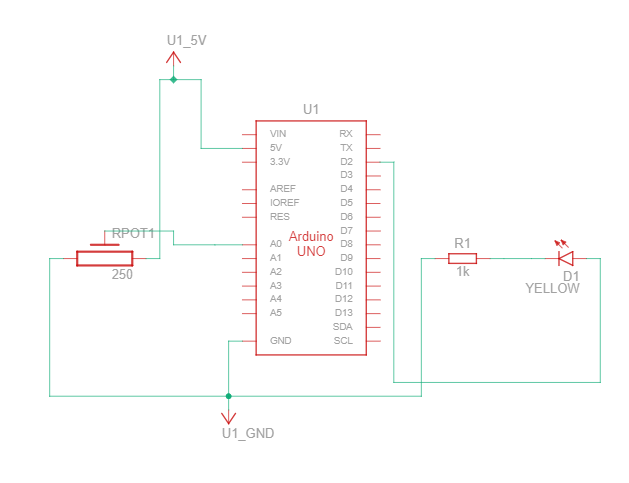 U1_5V
U1
VIN
5V
3.3V
AREF
IOREF
RES
A0
A1
A2
A3
A4
A5
GND
Arduino
UNO
RX
TX
D2
D3
D4
D5
D6
D7
D8
D9
D10
D11
D12
D13
SDA
SCL
RPOT1
250
R1
1k
D1
YELLOW
U1_GND